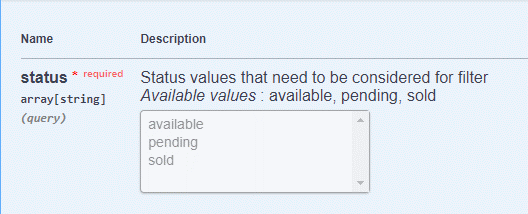 Name Description
status * required
Status values that need to be considered for filter
array[string]
Available values : available, pending, sold
(query)
available
pending
sold